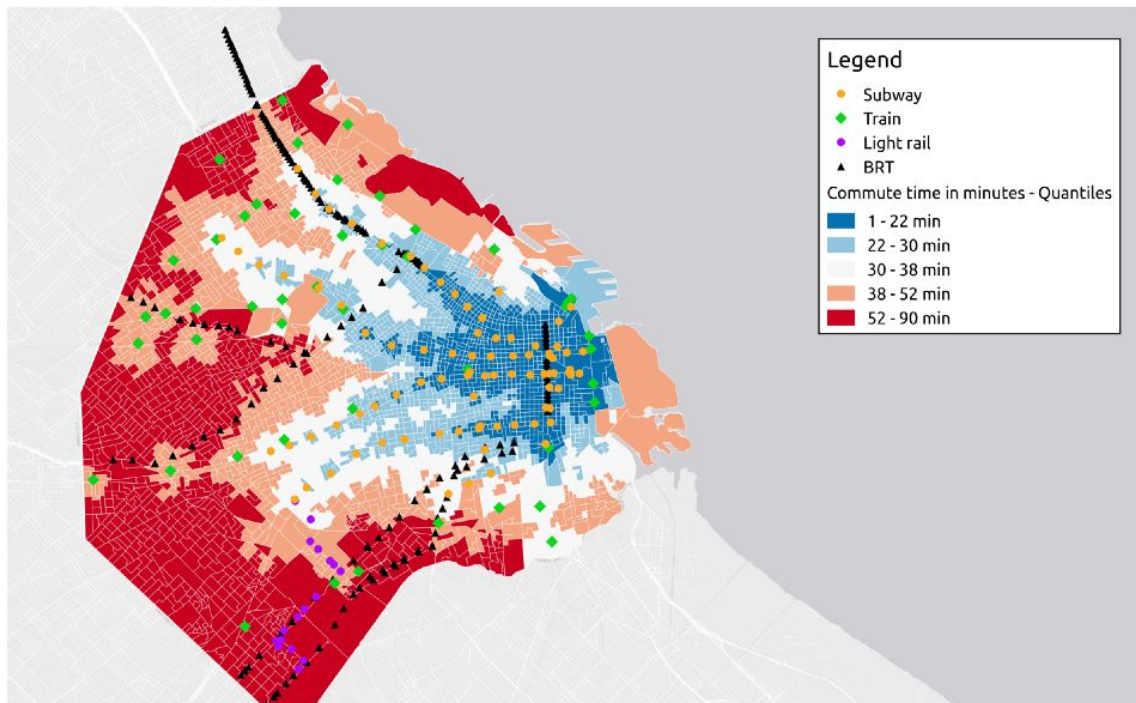 Legend
Subway
Train
Light rail
BRT
Commute time in minutes - Quantiles
1 - 22 min
22 - 30 min
30 - 38 min
38 - 52 min
52 - 90 min